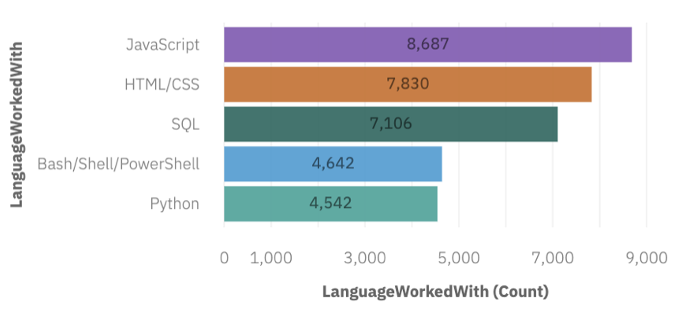 LanguageWorkedWith
JavaScript 8,687
HTML/CSS 7,830
SQL 7,106
Bash/Shell/PowerShell 4,642
Python 4,542
0 1,000 3,000 5,000 7,000 9,000
LanguageWorkedWith (Count)